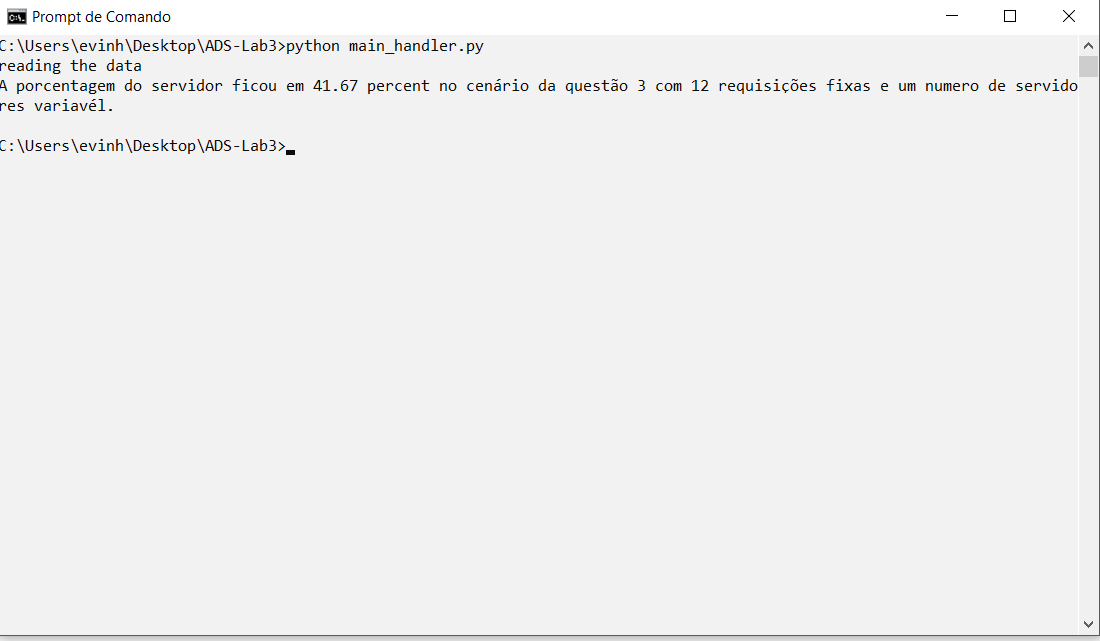 Prompt de Comando
C:\Users\evinh\Desktop\ADS-Lab3>python main_handler.py
reading the data
A porcentagem do servidor ficou em 41.67 percent no cenário da questão 3 com 12 requisições fixas e um numero de servido
res variavél.
C:\Users\evinh\Desktop\ADS-Lab3>